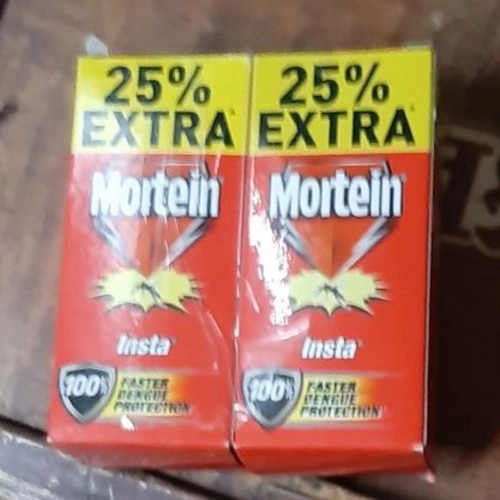 25%
EXTRA
Mortein
Insta
100%
FASTER
DENGUE
PROTECTION
25%
EXTRA
Mortein
Insta
100%
FASTER
DENGUE
PROTECTION